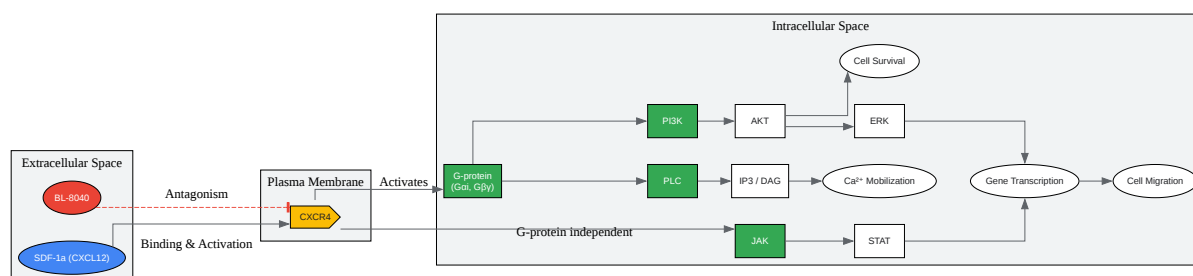 Intracellular Space
Cell Survival
PI3K
AKT
ERK
Extracellular Space
BL-8040
Antagonism
Plasma Membrane
Activates
G-protein
(Gαi, Gβγ)
PLC
IP3 / DAG
Ca²⁺ Mobilization
Gene Transcription
Cell Migration
CXCR4
SDF-1a (CXCL12)
Binding & Activation
G-protein independent
JAK
STAT